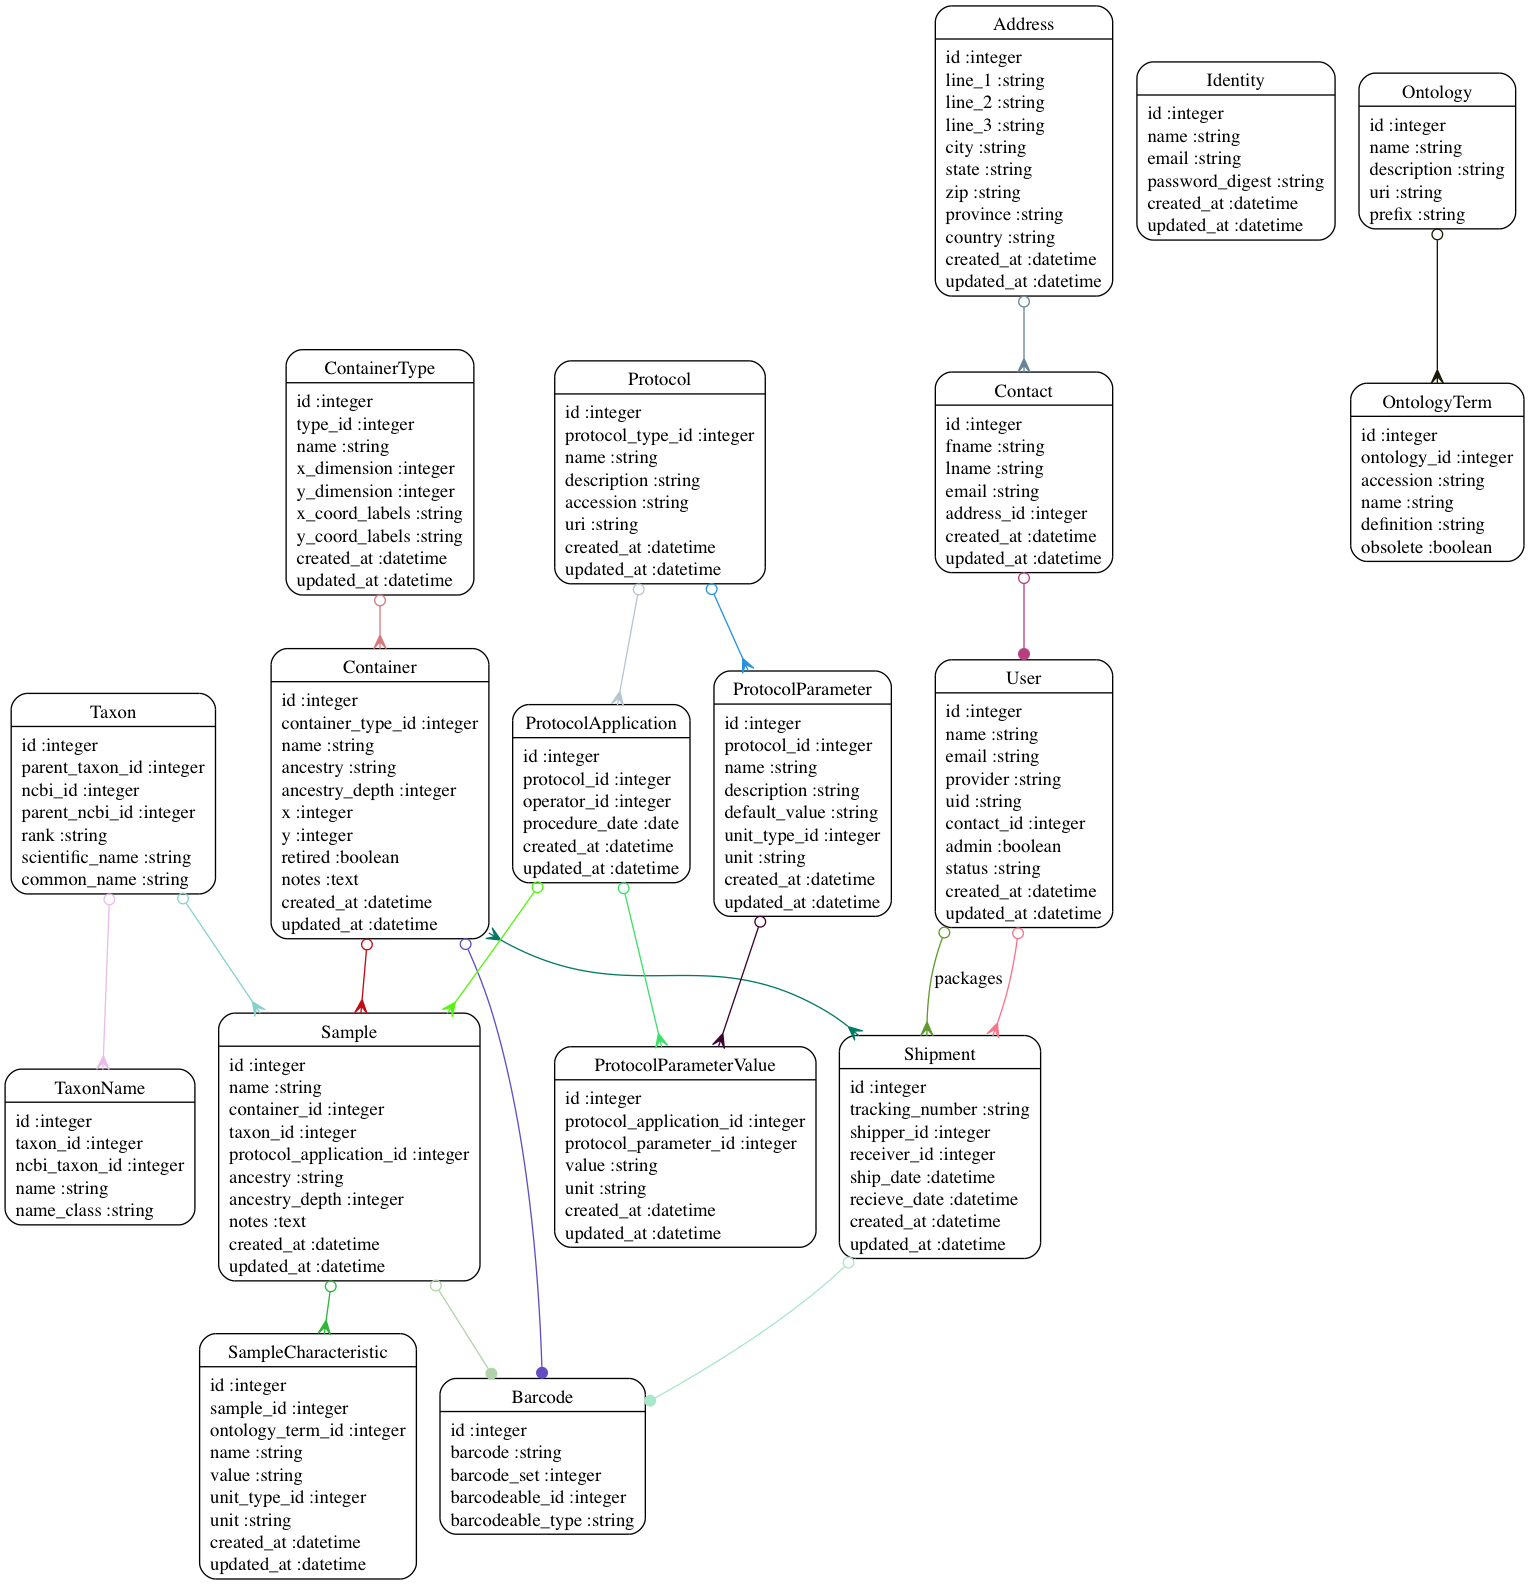 Address
id :integer
line_1 :string
line_2 :string
line_3 :string
city :string
state :string
zip :string
province :string
country :string
created_at :datetime
updated_at :datetime
Identity
id :integer
name :string
email :string
password_digest :string
created_at :datetime
updated_at :datetime
Ontology
id :integer
name :string
description :string
uri :string
prefix :string
ContainerType
id :integer
type_id :integer
name :string
x_dimension :integer
y_dimension :integer
x_coord_labels :string
y_coord_labels :string
created_at :datetime
updated_at :datetime
Protocol
id :integer
protocol_type_id :integer
name :string
description :string
accession :string
uri :string
created_at :datetime
updated_at :datetime
Contact
id :integer
fname :string
lname :string
email :string
address_id :integer
created_at :datetime
updated_at :datetime
OntologyTerm
id :integer
ontology_id :integer
accession :string
name :string
definition :string
obsolete :boolean
Taxon
id :integer
parent_taxon_id :integer
ncbi_id :integer
parent_ncbi_id :integer
rank :string
scientific_name :string
common_name :string
Container
id :integer
container_type_id :integer
name :string
ancestry :string
ancestry_depth :integer
x :integer
y :integer
retired :boolean
notes :text
created_at :datetime
updated_at :datetime
ProtocolApplication
id :integer
protocol_id :integer
operator_id :integer
procedure_date :date
created_at :datetime
updated_at :datetime
ProtocolParameter
id :integer
protocol_id :integer
name :string
description :string
default_value :string
unit_type_id :integer
unit :string
created_at :datetime
updated_at :datetime
User
id :integer
name :string
email :string
provider :string
uid :string
contact_id :integer
admin :boolean
status :string
created_at :datetime
updated_at :datetime
packages
TaxonName
id :integer
taxon_id :integer
ncbi_taxon_id :integer
name :string
name_class :string
Sample
id :integer
name :string
container_id :integer
taxon_id :integer
protocol_application_id :integer
ancestry :string
ancestry_depth :integer
notes :text
created_at :datetime
updated_at :datetime
ProtocolParameterValue
id :integer
protocol_application_id :integer
protocol_parameter_id :integer
value :string
unit :string
created_at :datetime
updated_at :datetime
Shipment
id :integer
tracking_number :string
shipper_id :integer
receiver_id :integer
ship_date :datetime
recieve_date :datetime
created_at :datetime
updated_at :datetime
SampleCharacteristic
id :integer
sample_id :integer
ontology_term_id :integer
name :string
value :string
unit_type_id :integer
unit :string
created_at :datetime
updated_at :datetime
Barcode
id :integer
barcode :string
barcode_set :integer
barcodeable_id :integer
barcodeable_type :string